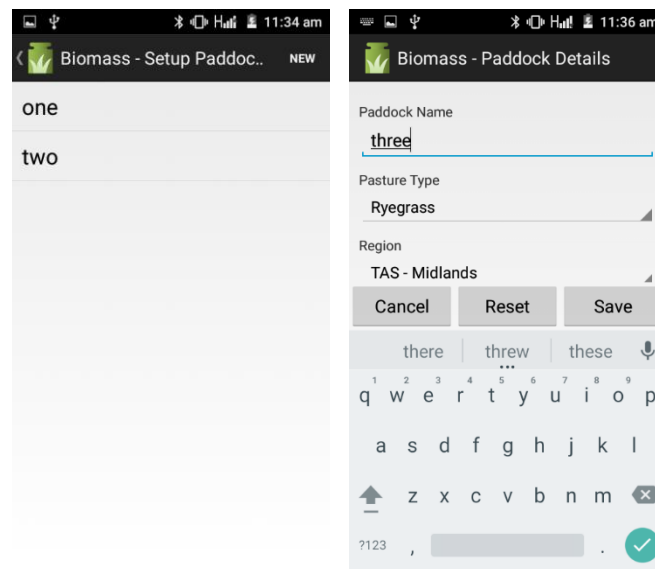 11:34 am
Biomass - Setup Paddoc.. NEW
one
two
11:36 am
Biomass - Paddock Details
Paddock Name
three
Pasture Type
Ryegrass
Region
TAS - Midlands
Cancel Reset Save
there threw these
1 2 3 4 5 6 7 8 9
q w e r t y u i o p
a s d f g h j k l
z x c v b n m
?123 , .